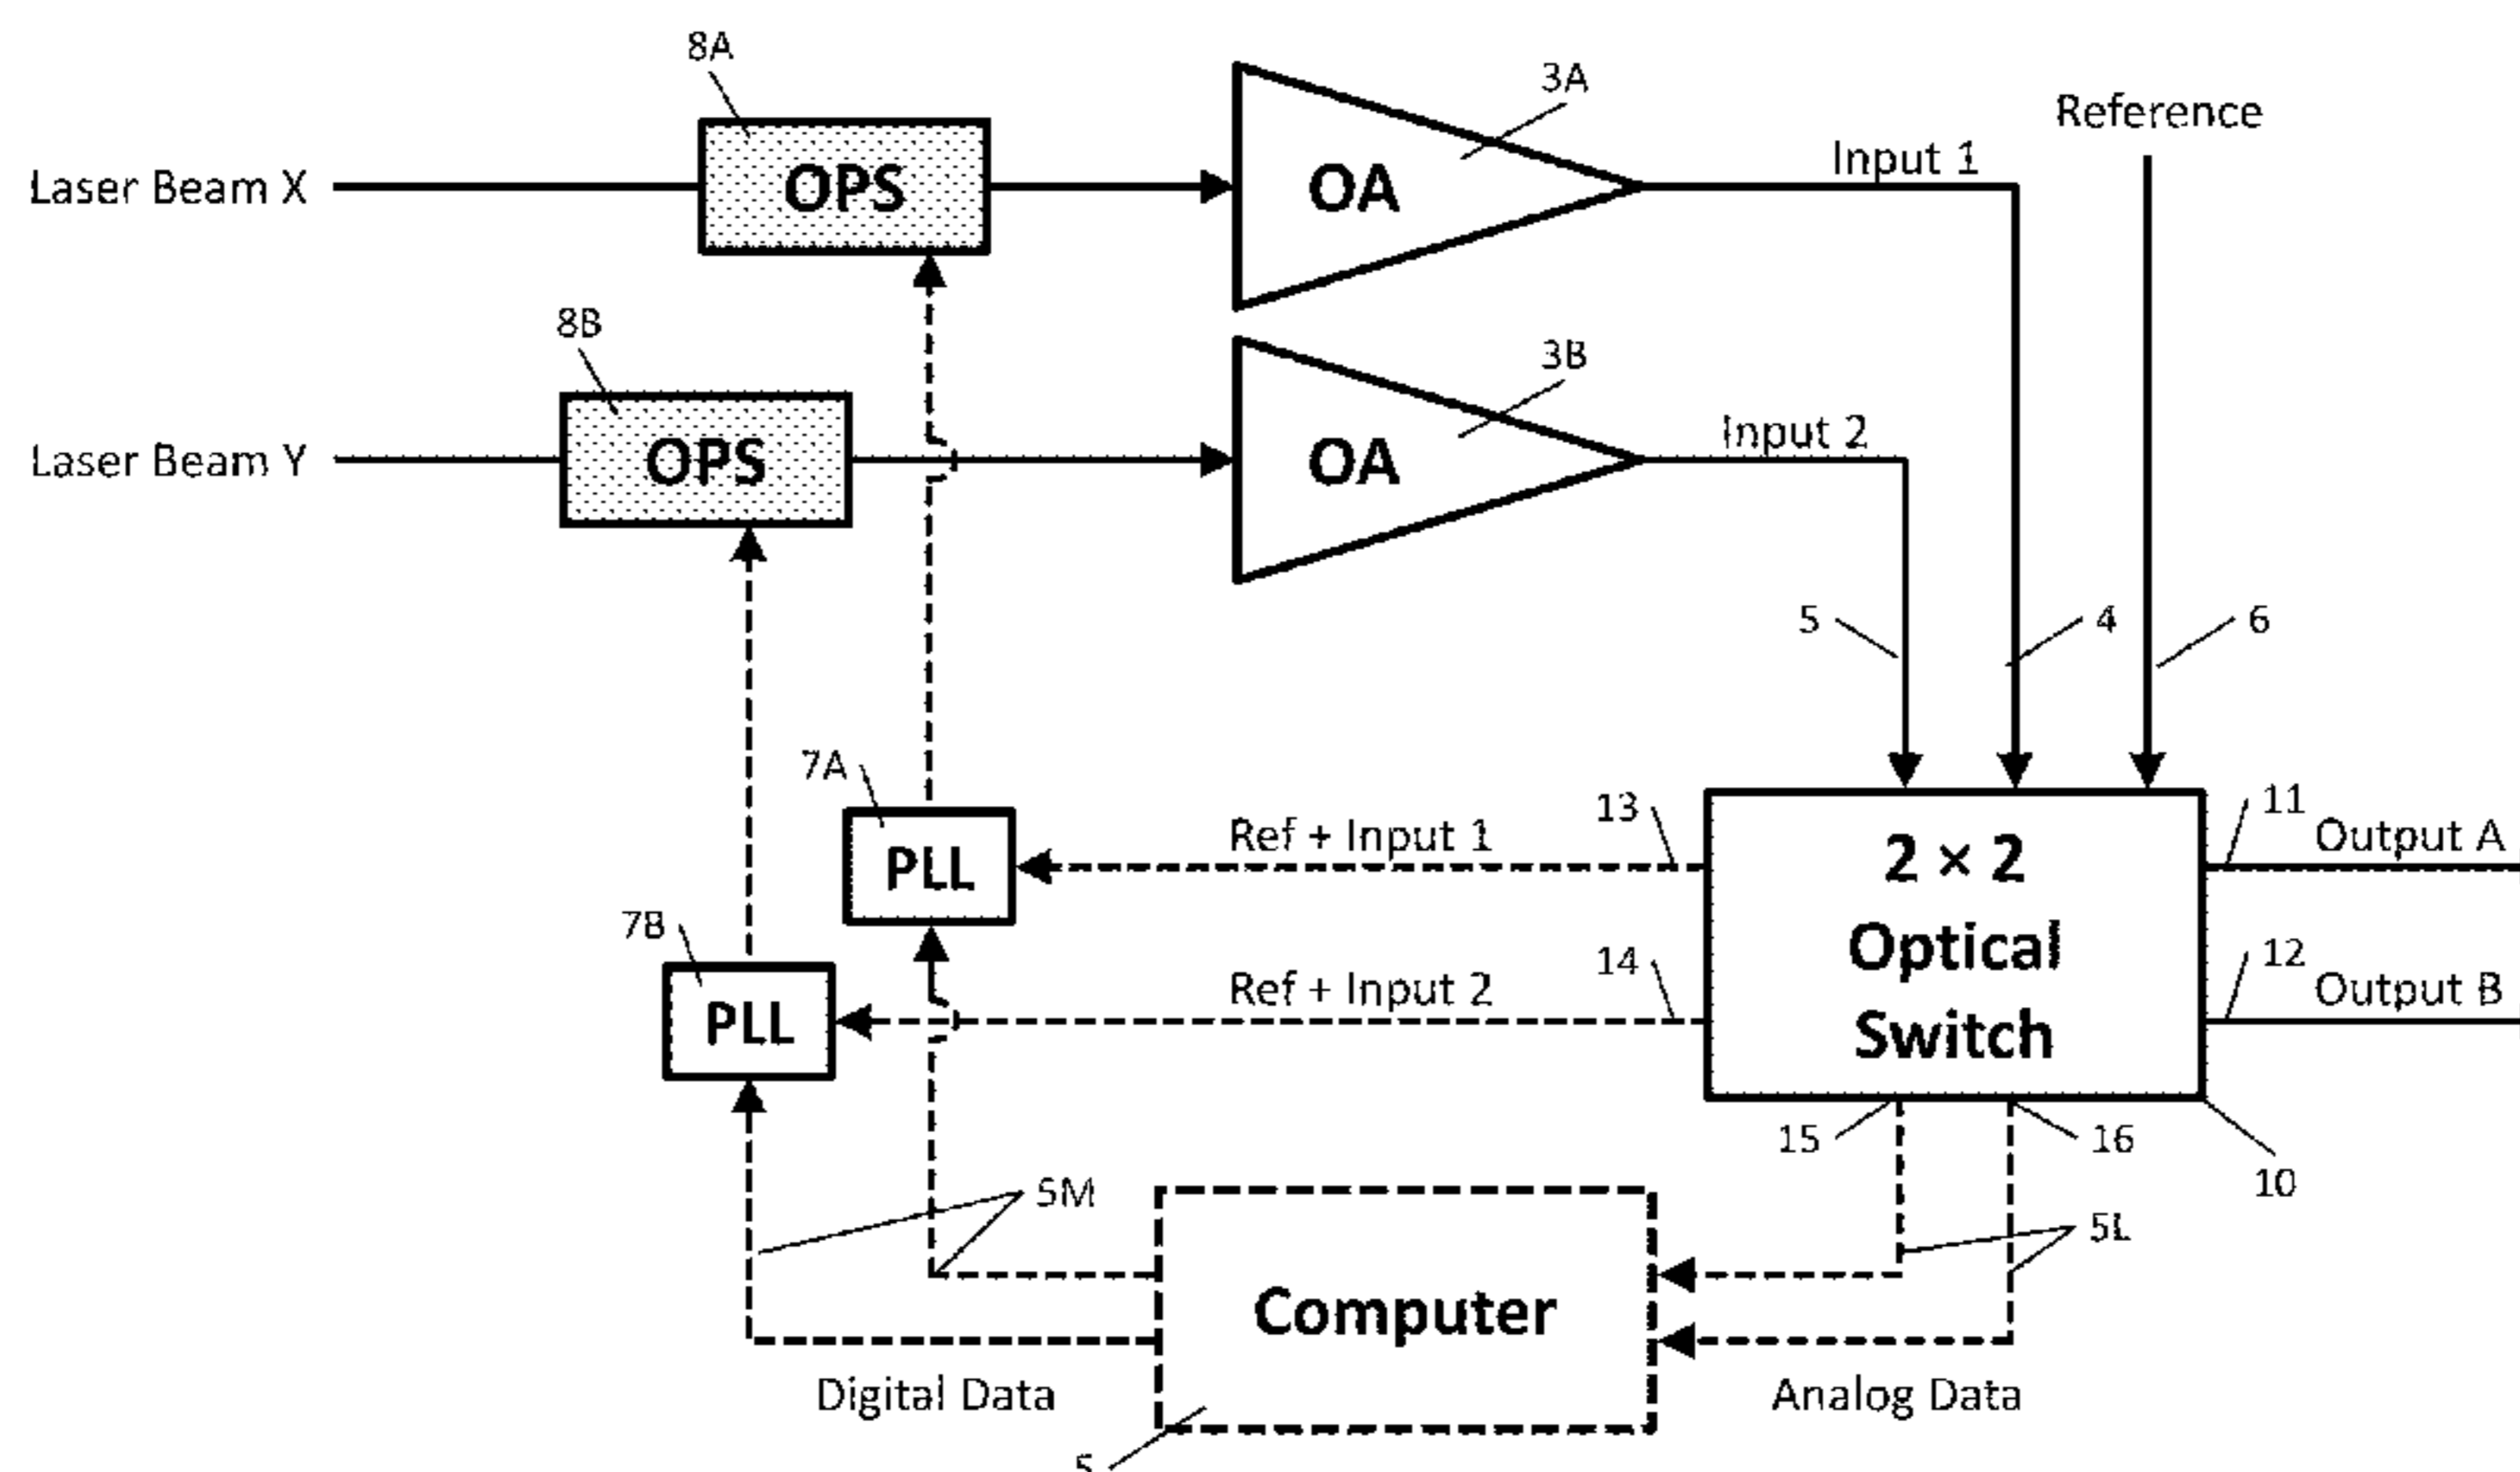 8A
3A
Reference
Laser Beam X
OPS
OA
Input 1
8B
3B
Laser Beam Y
OPS
OA
Input 2
5
4
6
7A
13
11
Ref + Input 1
Output A
PLL
2 × 2
7B
14
12
Ref + Input 2
Optical
Output B
PLL
Switch
15
16
10
5M
5L
Computer
Digital Data
Analog Data
5